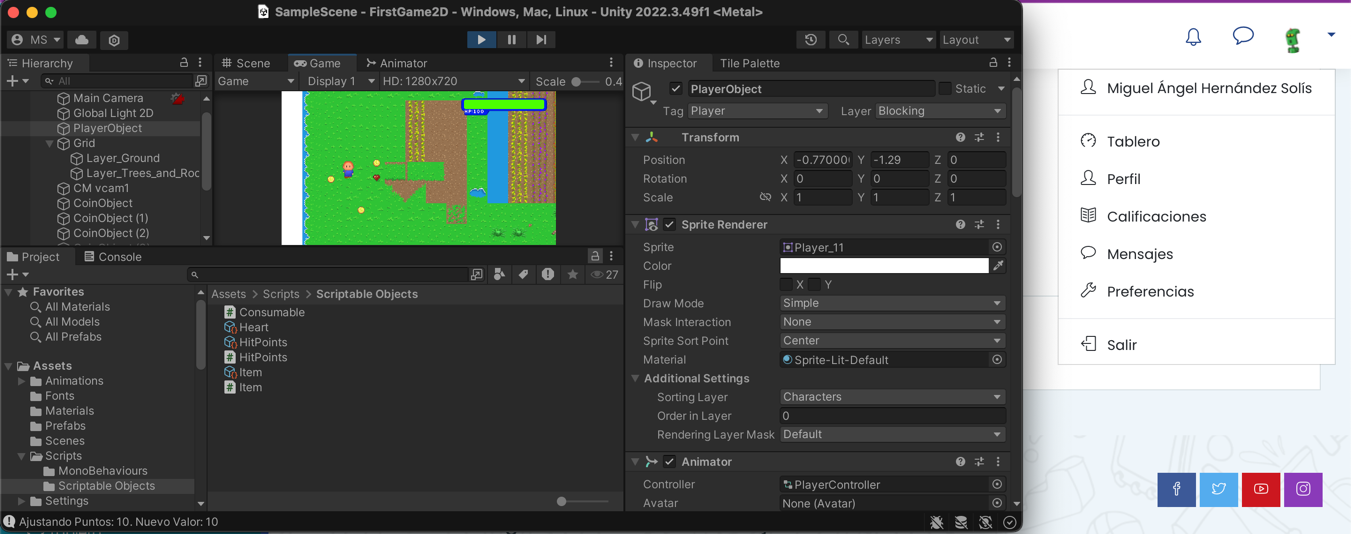 SampleScene - FirstGame2D - Windows, Mac, Linux - Unity 2022.3.49f1 <Metal>
MS
Layers
Layout
Hierarchy
All
Main Camera
Global Light 2D
PlayerObject
Grid
Layer_Ground
Layer_Trees_and_Roc
CM vcam1
CoinObject
CoinObject (1)
CoinObject (2)
Scene
Game
Animator
Game
Display 1
HD: 1280x720
Scale
0.4
Inspector
Tile Palette
PlayerObject
Static
Tag
Player
Layer
Blocking
Transform
Position
X -0.77000 Y -1.29 Z 0
Rotation
X 0 Y 0 Z 0
Scale
X 1 Y 1 Z 1
Sprite Renderer
Sprite
Player_11
Color
Flip
X Y
Draw Mode
Simple
Mask Interaction
None
Sprite Sort Point
Center
Material
Sprite-Lit-Default
Additional Settings
Sorting Layer
Characters
Order in Layer
0
Rendering Layer Mask
Default
Animator
Controller
PlayerController
Avatar
None (Avatar)
Project
Console
27
Favorites
All Materials
All Models
All Prefabs
Assets
Animations
Fonts
Materials
Prefabs
Scenes
Scripts
MonoBehaviours
Scriptable Objects
Settings
Assets > Scripts > Scriptable Objects
Consumable
Heart
HitPoints
HitPoints
Item
Item
Ajustando Puntos: 10. Nuevo Valor: 10
Miguel Ángel Hernández Solís
Tablero
Perfil
Calificaciones
Mensajes
Preferencias
Salir